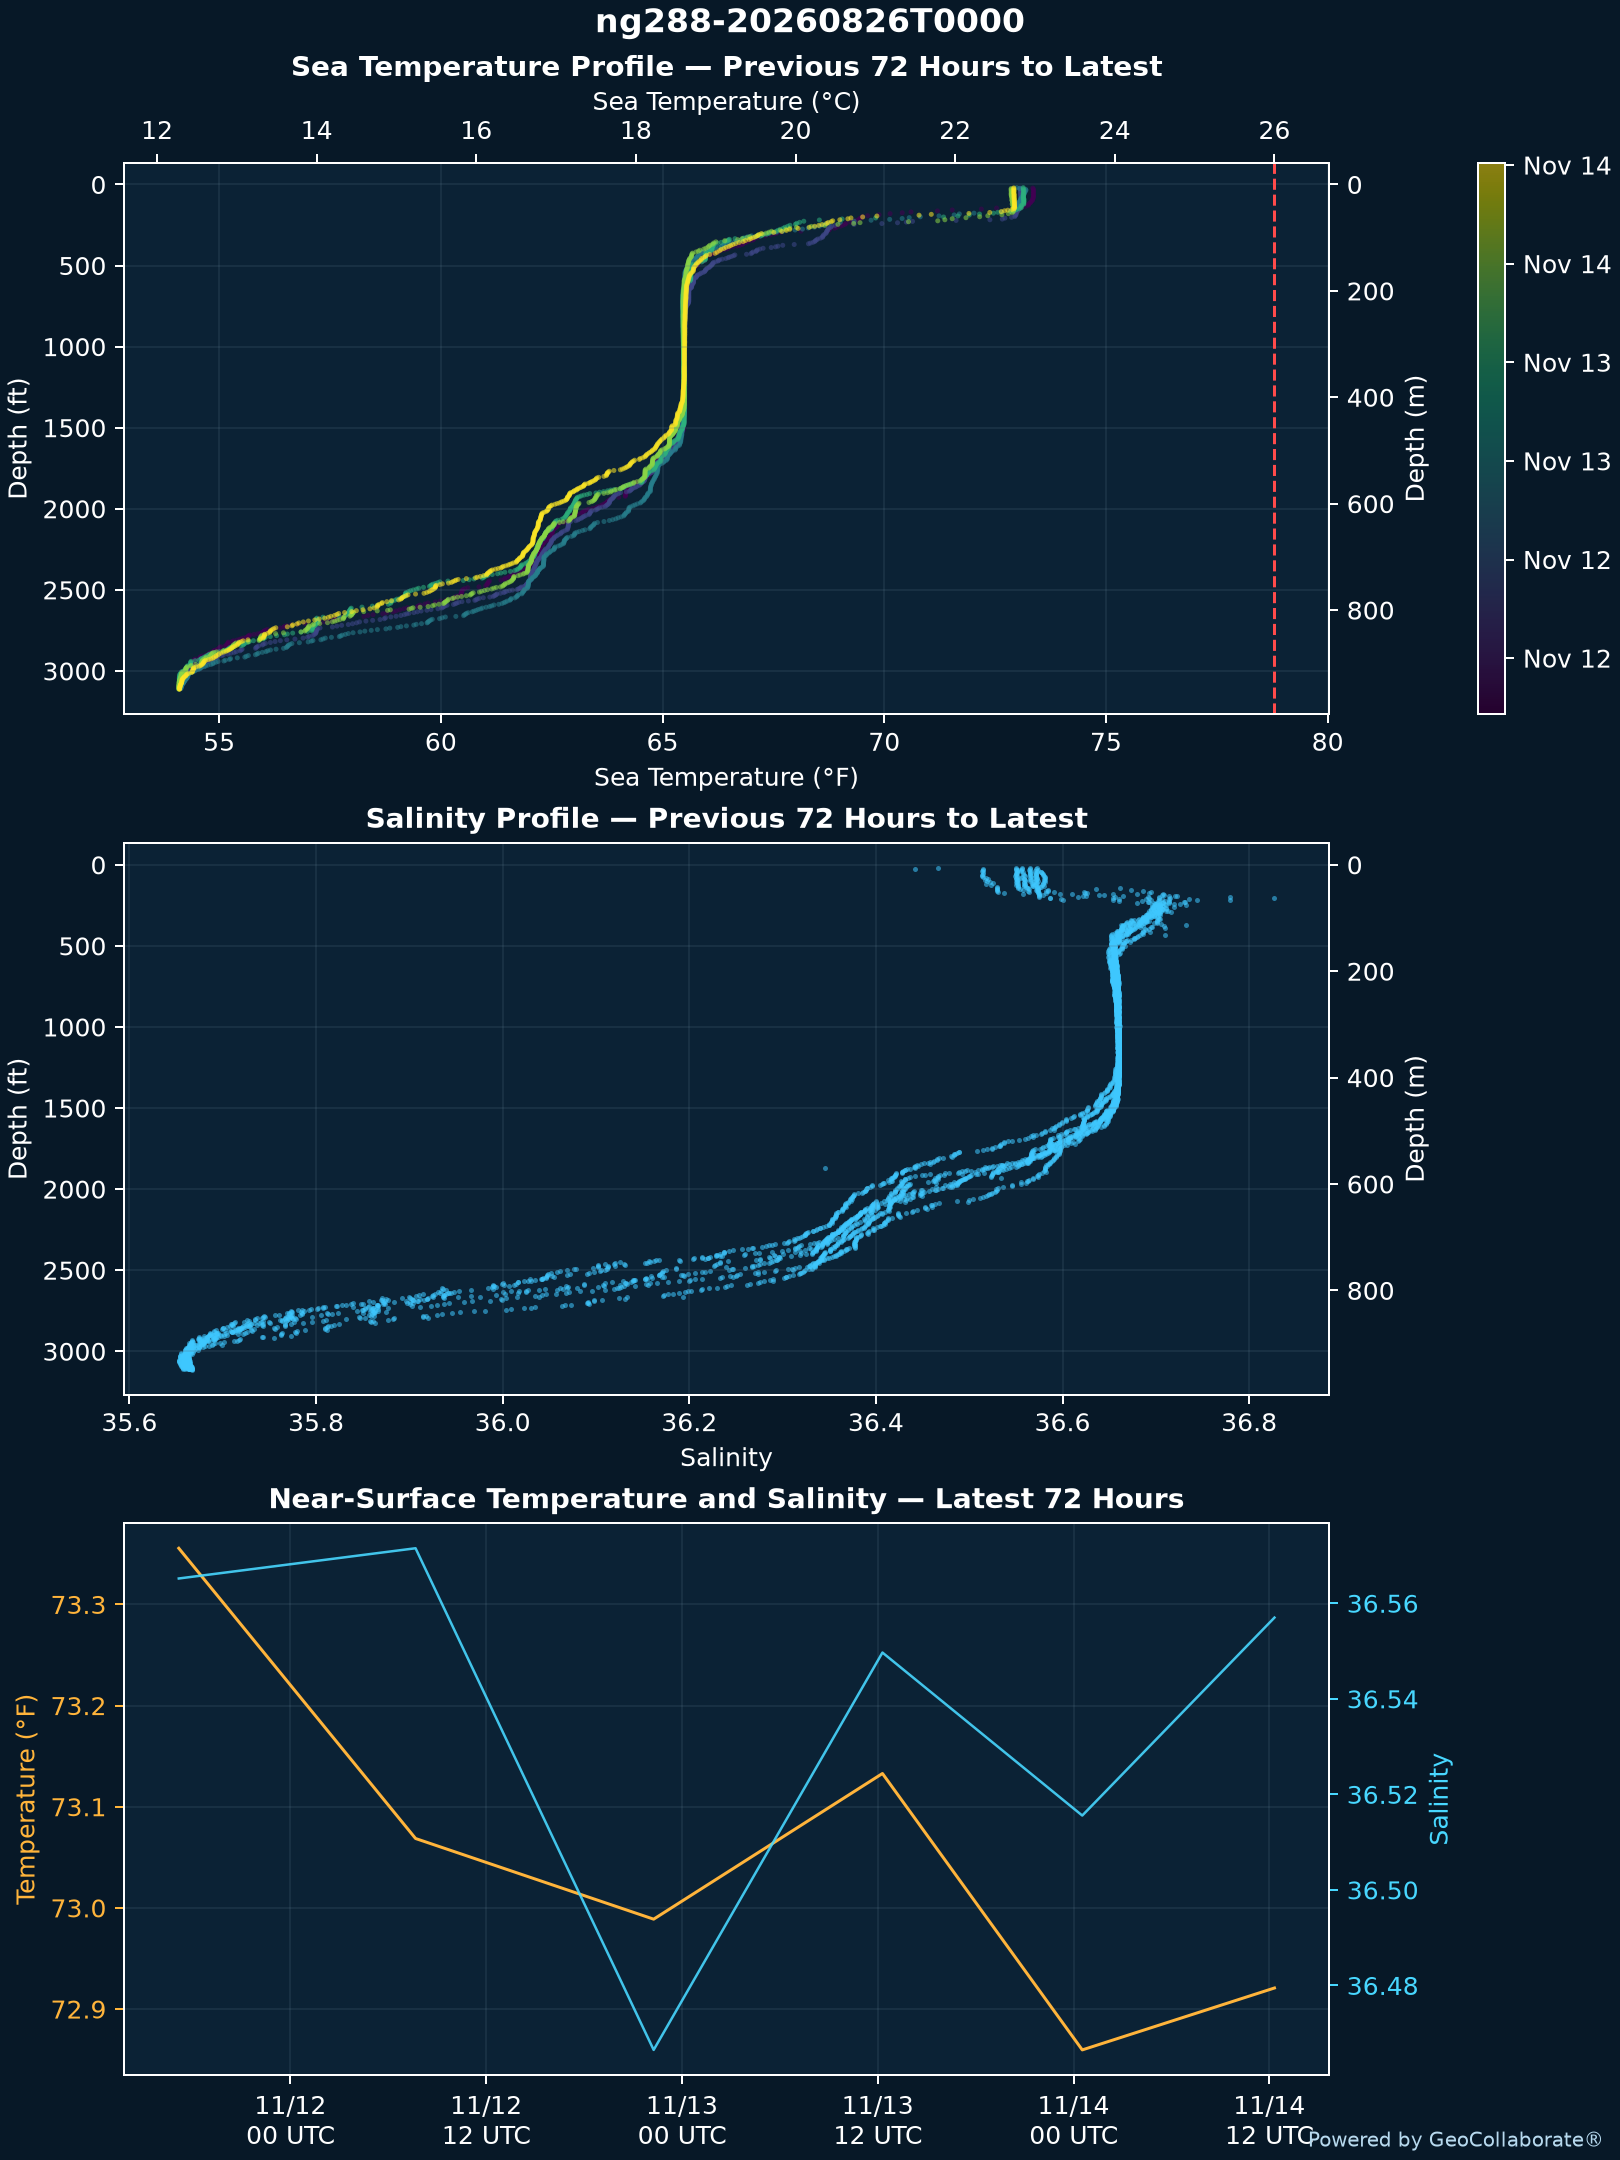 ng288-20260826T0000
Sea Temperature Profile — Previous 72 Hours to Latest
Sea Temperature (°C)
12 14 16 18 20 22 24 26
0
500
1000
1500
2000
2500
3000
Depth (ft)
0
200
400
600
800
Depth (m)
Nov 14
Nov 14
Nov 13
Nov 13
Nov 12
Nov 12
55 60 65 70 75 80
Sea Temperature (°F)
Salinity Profile — Previous 72 Hours to Latest
0
500
1000
1500
2000
2500
3000
Depth (ft)
0
200
400
600
800
Depth (m)
35.6 35.8 36.0 36.2 36.4 36.6 36.8
Salinity
Near-Surface Temperature and Salinity — Latest 72 Hours
73.3
73.2
73.1
73.0
72.9
Temperature (°F)
36.56
36.54
36.52
36.50
36.48
Salinity
11/12 11/12 11/13 11/13 11/14 11/14
00 UTC 12 UTC 00 UTC 12 UTC 00 UTC 12 UTC
Powered by GeoCollaborate®